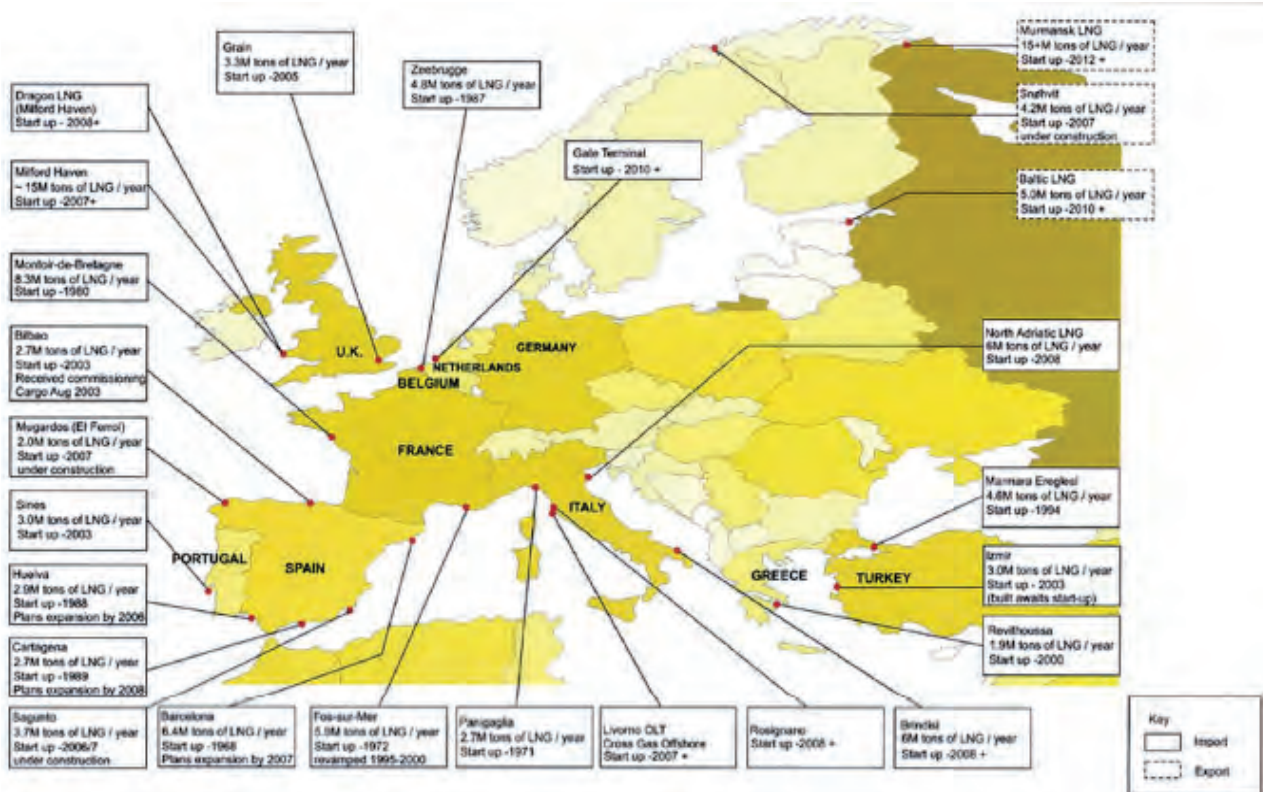 Grain
3.3M tons of LNG / year
Start up -2005
Zeebrugge
4.8M tons of LNG / year
Start up -1987
Murmansk LNG
15+M tons of LNG / year
Start up -2012 +
Dragon LNG
(Milford Haven)
Start up - 2008+
Snøhvit
4.2M tons of LNG / year
Start up -2007
under construction
Gate Terminal
Start up - 2010 +
Milford Haven
~ 15M tons of LNG / year
Start up -2007+
Baltic LNG
5.0M tons of LNG / year
Start up -2010 +
Montoir-de-Bretagne
8.3M tons of LNG / year
Start up -1980
Bilbao
2.7M tons of LNG / year
Start up -2003
Received commissioning
Cargo Aug 2003
North Adriatic LNG
6M tons of LNG / year
Start up -2008
U.K.
GERMANY
NETHERLANDS
BELGIUM
FRANCE
ITALY
PORTUGAL
SPAIN
GREECE
TURKEY
Mugardos (El Ferrol)
2.0M tons of LNG / year
Start up -2007
under construction
Sines
3.0M tons of LNG / year
Start up -2003
Marmara Ereglesi
4.6M tons of LNG / year
Start up -1994
Huelva
2.9M tons of LNG / year
Start up -1988
Plans expansion by 2006
Izmir
3.0M tons of LNG / year
Start up - 2003
(built awaits start-up)
Cartagena
2.7M tons of LNG / year
Start up -1989
Plans expansion by 2008
Revithoussa
1.9M tons of LNG / year
Start up -2000
Sagunto
3.7M tons of LNG / year
Start up -2006/7
under construction
Barcelona
6.4M tons of LNG / year
Start up -1968
Plans expansion by 2007
Fos-sur-Mer
5.9M tons of LNG / year
Start up -1972
revamped 1995-2000
Panigaglia
2.7M tons of LNG / year
Start up -1971
Livorno OLT
Cross Gas Offshore
Start up -2007 +
Rosignano
Start up -2008 +
Brindisi
6M tons of LNG / year
Start up -2008 +
Key
Import
Export